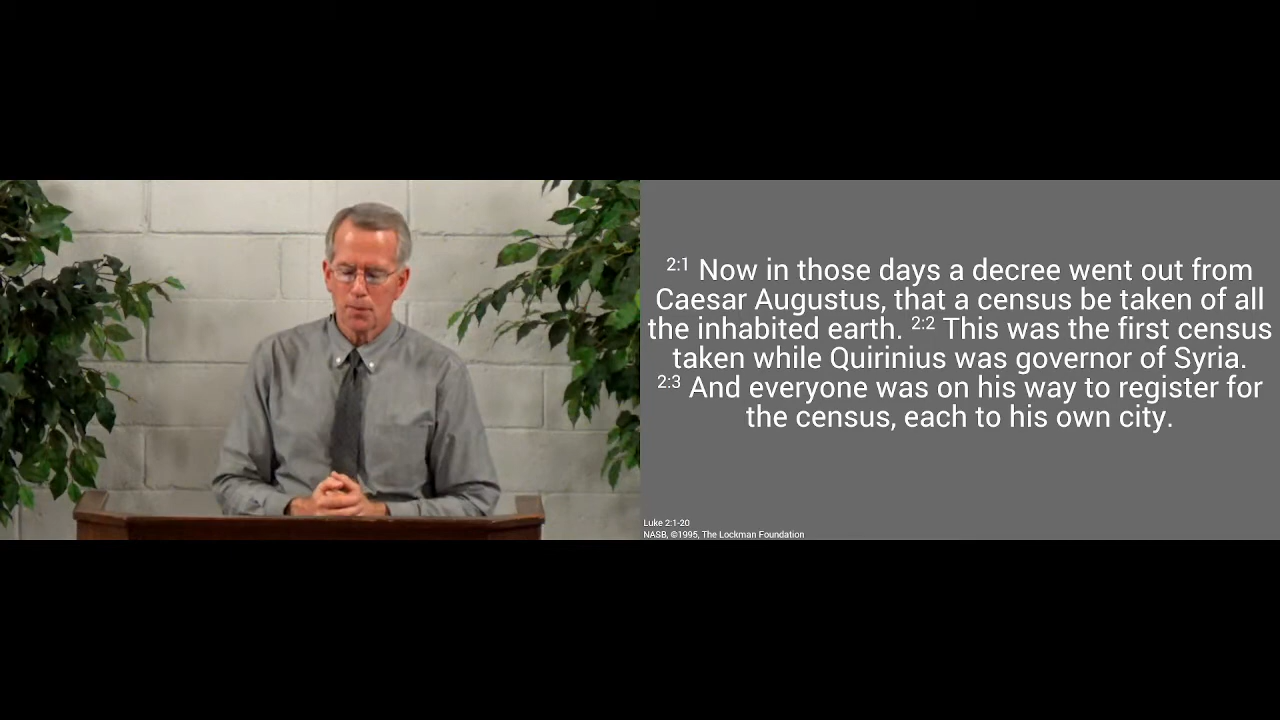 2:1 Now in those days a decree went out from
Caesar Augustus, that a census be taken of all
the inhabited earth. 2:2 This was the first census
taken while Quirinius was governor of Syria.
2:3 And everyone was on his way to register for
the census, each to his own city.
Luke 2:1-20
NASB, ©1995, The Lockman Foundation